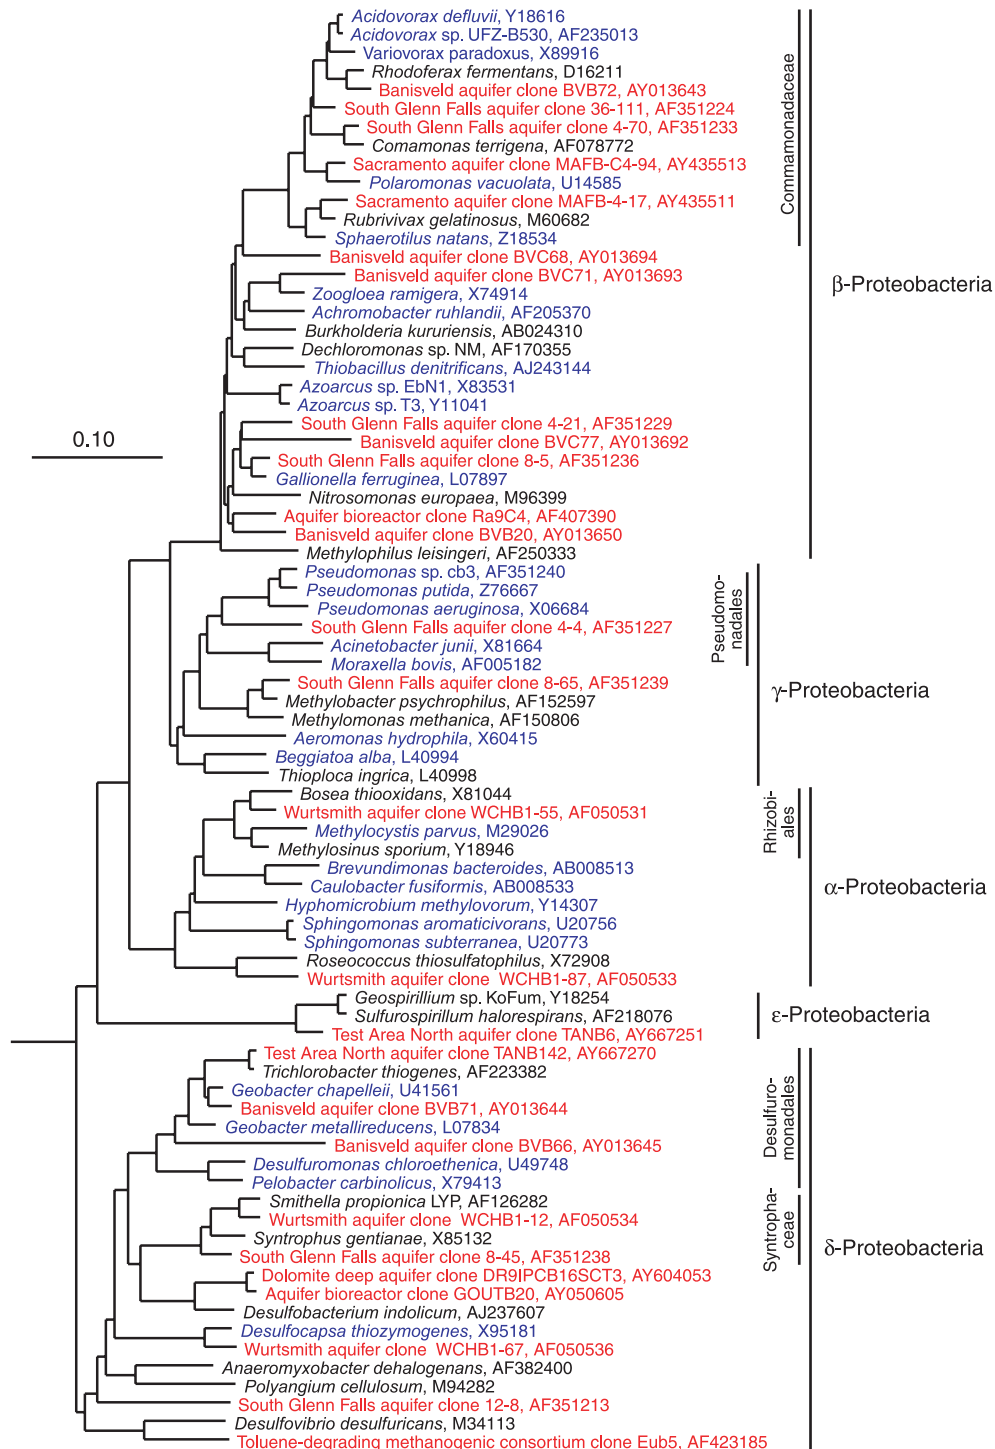 Acidovorax defluvii, Y18616
Acidovorax sp. UFZ-B530, AF235013
Variovorax paradoxus, X89916
Rhodoferax fermentans, D16211
Banisveld aquifer clone BVB72, AY013643
South Glenn Falls aquifer clone 36-111, AF351224
South Glenn Falls aquifer clone 4-70, AF351233
Comamonas terrigena, AF078772
Sacramento aquifer clone MAFB-C4-94, AY435513
Polaromonas vacuolata, U14585
Sacramento aquifer clone MAFB-4-17, AY435511
Rubrivivax gelatinosus, M60682
Sphaerotilus natans, Z18534
Commamonadaceae
Banisveld aquifer clone BVC68, AY013694
Banisveld aquifer clone BVC71, AY013693
Zoogloea ramigera, X74914
Achromobacter ruhlandii, AF205370
Burkholderia kururiensis, AB024310
Dechloromonas sp. NM, AF170355
Thiobacillus denitrificans, AJ243144
Azoarcus sp. EbN1, X83531
Azoarcus sp. T3, Y11041
South Glenn Falls aquifer clone 4-21, AF351229
Banisveld aquifer clone BVC77, AY013692
South Glenn Falls aquifer clone 8-5, AF351236
Gallionella ferruginea, L07897
Nitrosomonas europaea, M96399
Aquifer bioreactor clone Ra9C4, AF407390
Banisveld aquifer clone BVB20, AY013650
Methylophilus leisingeri, AF250333
β-Proteobacteria
0.10
Pseudomonas sp. cb3, AF351240
Pseudomonas putida, Z76667
Pseudomonas aeruginosa, X06684
South Glenn Falls aquifer clone 4-4, AF351227
Acinetobacter junii, X81664
Moraxella bovis, AF005182
Pseudomo-
nadales
South Glenn Falls aquifer clone 8-65, AF351239
Methylobacter psychrophilus, AF152597
Methylomonas methanica, AF150806
Aeromonas hydrophila, X60415
Beggiatoa alba, L40994
Thioploca ingrica, L40998
γ-Proteobacteria
Bosea thiooxidans, X81044
Wurtsmith aquifer clone WCHB1-55, AF050531
Methylocystis parvus, M29026
Methylosinus sporium, Y18946
Rhizobi-
ales
Brevundimonas bacteroides, AB008513
Caulobacter fusiformis, AB008533
Hyphomicrobium methylovorum, Y14307
Sphingomonas aromaticivorans, U20756
Sphingomonas subterranea, U20773
Roseococcus thiosulfatophilus, X72908
Wurtsmith aquifer clone WCHB1-87, AF050533
α-Proteobacteria
Geospirillium sp. KoFum, Y18254
Sulfurospirillum halorespirans, AF218076
Test Area North aquifer clone TANB6, AY667251
ε-Proteobacteria
Test Area North aquifer clone TANB142, AY667270
Trichlorobacter thiogenes, AF223382
Geobacter chapelleii, U41561
Banisveld aquifer clone BVB71, AY013644
Geobacter metallireducens, L07834
Banisveld aquifer clone BVB66, AY013645
Desulfuromonas chloroethenica, U49748
Pelobacter carbinolicus, X79413
Desulfuro-
monadales
Smithella propionica LYP, AF126282
Wurtsmith aquifer clone WCHB1-12, AF050534
Syntrophus gentianae, X85132
South Glenn Falls aquifer clone 8-45, AF351238
Syntropha-
ceae
Dolomite deep aquifer clone DR9IPCB16SCT3, AY604053
Aquifer bioreactor clone GOUTB20, AY050605
Desulfobacterium indolicum, AJ237607
Desulfocapsa thiozymogenes, X95181
Wurtsmith aquifer clone WCHB1-67, AF050536
Anaeromyxobacter dehalogenans, AF382400
Polyangium cellulosum, M94282
South Glenn Falls aquifer clone 12-8, AF351213
Desulfovibrio desulfuricans, M34113
Toluene-degrading methanogenic consortium clone Eub5, AF423185
δ-Proteobacteria